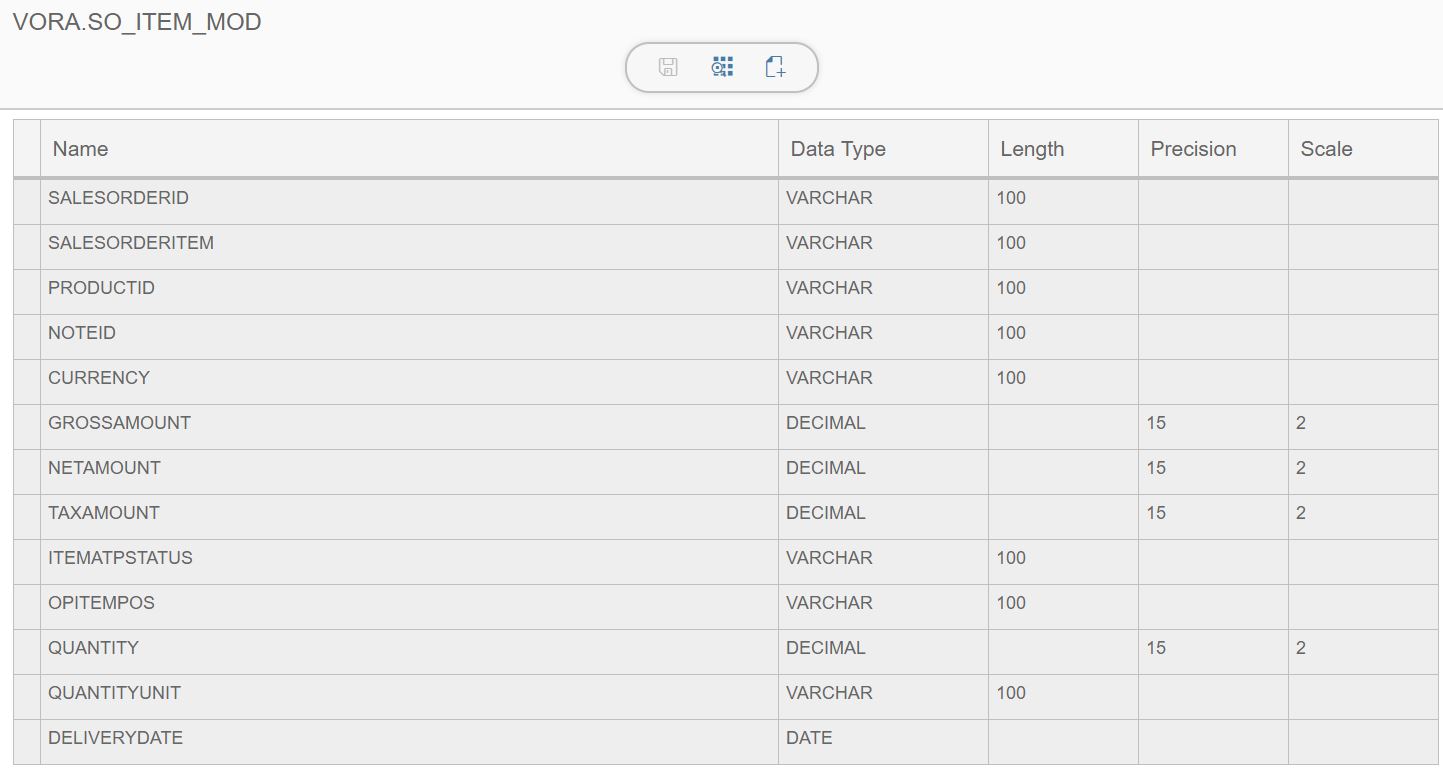 VORA.SO_ITEM_MOD
Name Data Type Length Precision Scale
SALESORDERID VARCHAR 100
SALESORDERITEM VARCHAR 100
PRODUCTID VARCHAR 100
NOTEID VARCHAR 100
CURRENCY VARCHAR 100
GROSSAMOUNT DECIMAL 15 2
NETAMOUNT DECIMAL 15 2
TAXAMOUNT DECIMAL 15 2
ITEMATPSTATUS VARCHAR 100
OPITEMPOS VARCHAR 100
QUANTITY DECIMAL 15 2
QUANTITYUNIT VARCHAR 100
DELIVERYDATE DATE